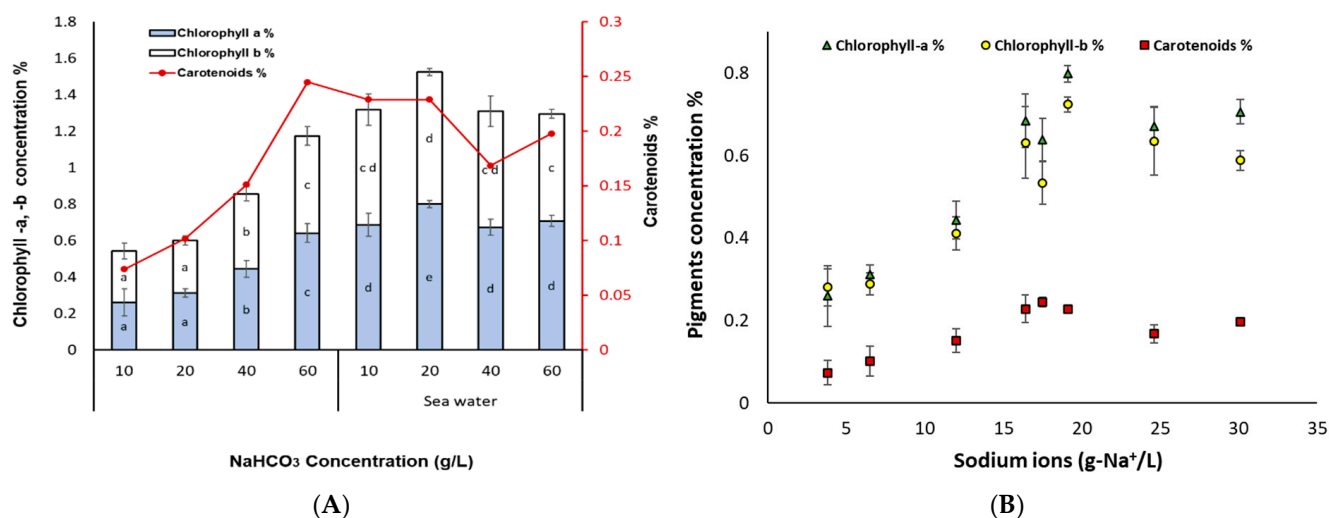 Chlorophyll -a, -b concentration %
1.8
1.6
1.4
1.2
1
0.8
0.6
0.4
0.2
0
Chlorophyll a %
Chlorophyll b %
Carotenoids %
a
a
b
c
c d
d
c d
c
a
a
b
c
d
e
d
d
0.3
0.25
0.2
0.15
0.1
0.05
0
Carotenoids %
10 20 40 60 10 20 40 60
Sea water
NaHCO3 Concentration (g/L)
(A)
Pigments concentration %
Chlorophyll-a % Chlorophyll-b % Carotenoids %
0.8
0.6
0.4
0.2
0
0 5 10 15 20 25 30 35
Sodium ions (g-Na⁺/L)
(B)